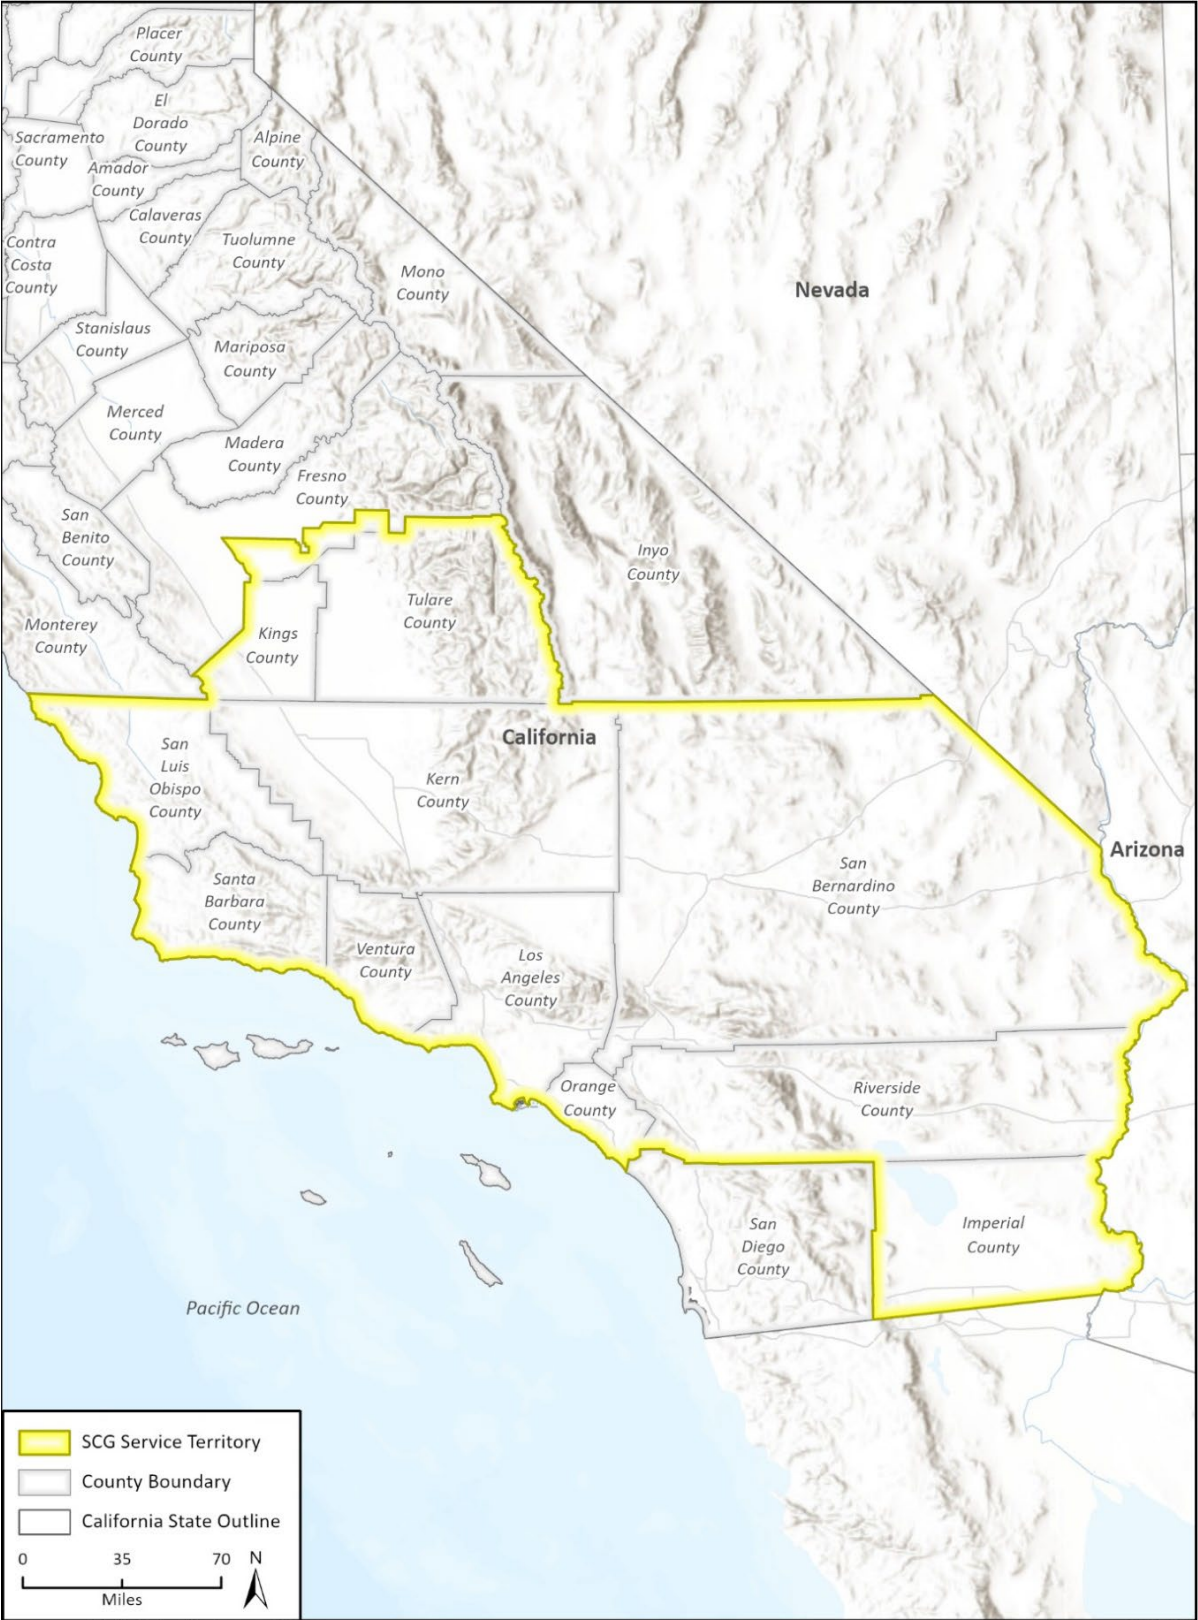 Placer
County
El
Dorado
County
Sacramento
County
Alpine
County
Amador
County
Calaveras
County
Contra
Costa
County
Tuolumne
County
Mono
County
Nevada
Stanislaus
County
Mariposa
County
Merced
County
Madera
County
Fresno
County
San
Benito
County
Inyo
County
Tulare
County
Monterey
County
Kings
County
California
San
Luis
Obispo
County
Kern
County
Arizona
San
Bernardino
County
Santa
Barbara
County
Ventura
County
Los
Angeles
County
Orange
County
Riverside
County
San
Diego
County
Imperial
County
Pacific Ocean
SCG Service Territory
County Boundary
California State Outline
0 35 70 N
Miles